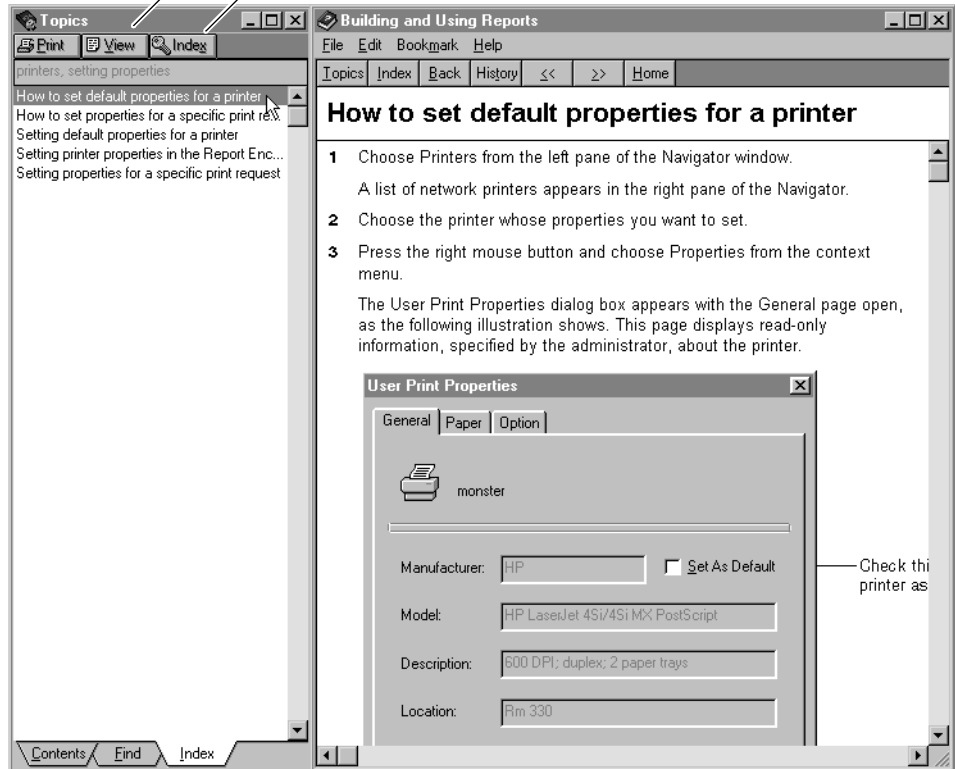 Topics
Print View Index
printers, setting properties
How to set default properties for a printer
How to set properties for a specific print re...
Setting default properties for a printer
Setting printer properties in the Report Enc...
Setting properties for a specific print request
Contents Find Index
Building and Using Reports
File Edit Bookmark Help
Topics Index Back History << >> Home
How to set default properties for a printer
1 Choose Printers from the left pane of the Navigator window.
A list of network printers appears in the right pane of the Navigator.
2 Choose the printer whose properties you want to set.
3 Press the right mouse button and choose Properties from the context
menu.
The User Print Properties dialog box appears with the General page open,
as the following illustration shows. This page displays read-only
information, specified by the administrator, about the printer.
User Print Properties
General Paper Option
monster
Manufacturer: HP Set As Default
Check thi
printer as
Model: HP LaserJet 4Si/4Si MX PostScript
Description: 600 DPI; duplex; 2 paper trays
Location: Rm 330